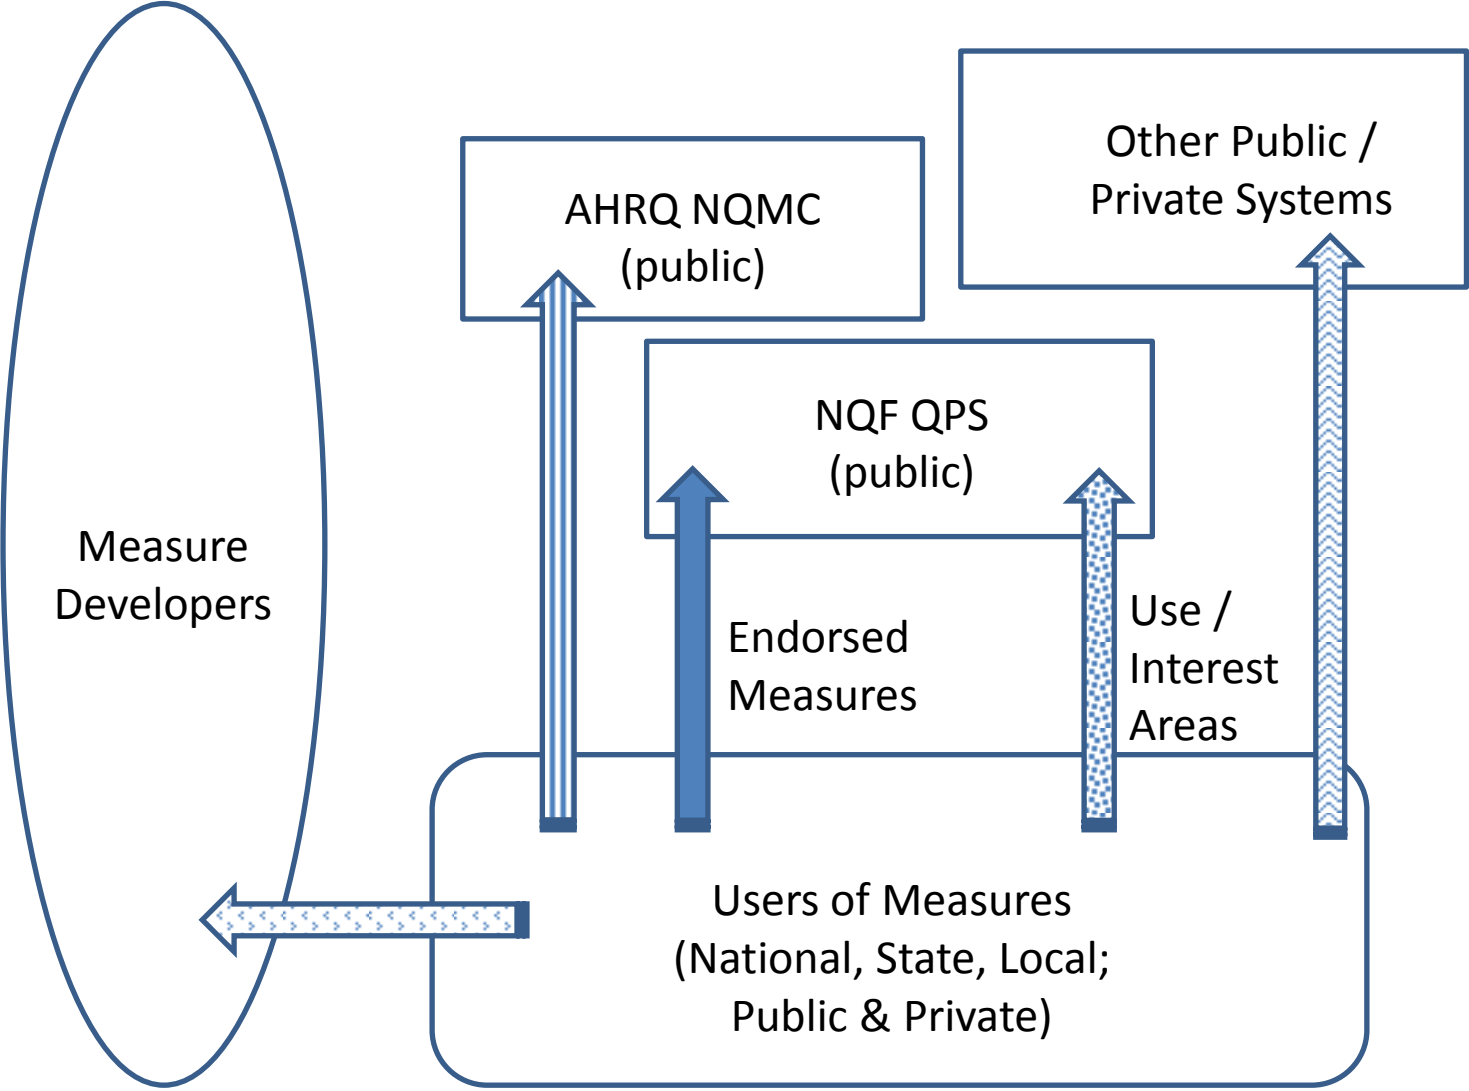 Other Public /
Private Systems
AHRQ NQMC
(public)
NQF QPS
(public)
Measure
Developers
Endorsed
Measures
Use /
Interest
Areas
Users of Measures
(National, State, Local;
Public & Private)